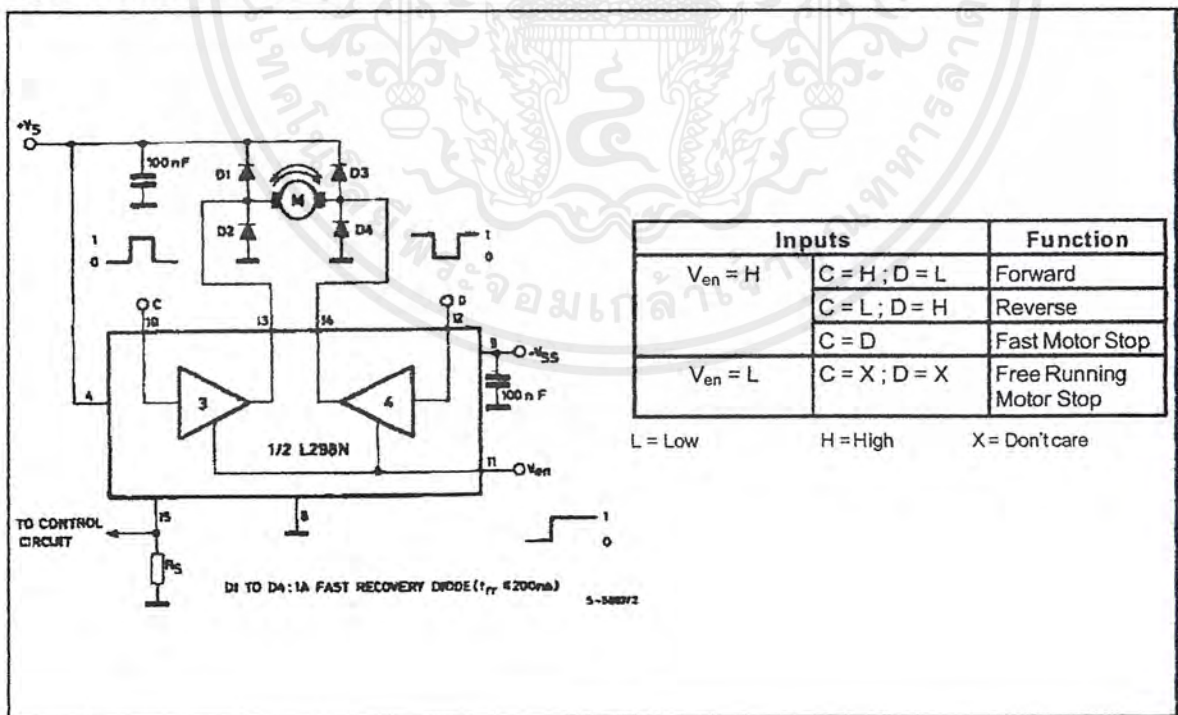 +VS
100nF
D1
D3
M
D2
D4
1
0
1
0
C
D
10
13
14
12
9
-VSS
100nF
4
3
4
1/2 L298N
11
Ven
15
8
TO CONTROL
CIRCUIT
RS
1
0
D1 TO D4: 1A FAST RECOVERY DIODE (trr ≤ 200ns)
Inputs Function
Ven = H C = H ; D = L Forward
C = L ; D = H Reverse
C = D Fast Motor Stop
Ven = L C = X ; D = X Free Running
Motor Stop
L = Low H = High X = Don't care